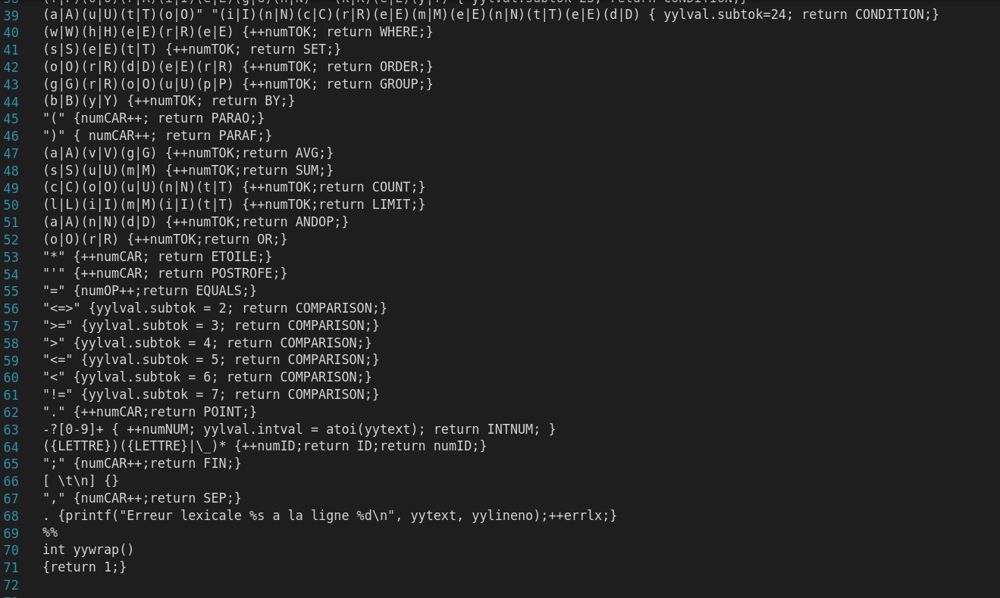 39 (a|A)(u|U)(t|T)(o|O)" "(i|I)(n|N)(c|C)(r|R)(e|E)(m|M)(e|E)(n|N)(t|T)(e|E)(d|D) { yylval.subtok=24; return CONDITION;}
40 (w|W)(h|H)(e|E)(r|R)(e|E) {++numTOK; return WHERE;}
41 (s|S)(e|E)(t|T) {++numTOK; return SET;}
42 (o|O)(r|R)(d|D)(e|E)(r|R) {++numTOK; return ORDER;}
43 (g|G)(r|R)(o|O)(u|U)(p|P) {++numTOK; return GROUP;}
44 (b|B)(y|Y) {++numTOK; return BY;}
45 "(" {numCAR++; return PARAO;}
46 ")" { numCAR++; return PARAF;}
47 (a|A)(v|V)(g|G) {++numTOK;return AVG;}
48 (s|S)(u|U)(m|M) {++numTOK;return SUM;}
49 (c|C)(o|O)(u|U)(n|N)(t|T) {++numTOK;return COUNT;}
50 (l|L)(i|I)(m|M)(i|I)(t|T) {++numTOK;return LIMIT;}
51 (a|A)(n|N)(d|D) {++numTOK;return ANDOP;}
52 (o|O)(r|R) {++numTOK;return OR;}
53 "*" {++numCAR; return ETOILE;}
54 "'" {++numCAR; return POSTROFE;}
55 "=" {numOP++;return EQUALS;}
56 "<=>" {yylval.subtok = 2; return COMPARISON;}
57 ">=" {yylval.subtok = 3; return COMPARISON;}
58 ">" {yylval.subtok = 4; return COMPARISON;}
59 "<=" {yylval.subtok = 5; return COMPARISON;}
60 "<" {yylval.subtok = 6; return COMPARISON;}
61 "!=" {yylval.subtok = 7; return COMPARISON;}
62 "." {++numCAR;return POINT;}
63 -?[0-9]+ { ++numNUM; yylval.intval = atoi(yytext); return INTNUM; }
64 ({LETTRE})({LETTRE}|\_)* {++numID;return ID;return numID;}
65 ";" {numCAR++;return FIN;}
66 [ \t\n] {}
67 "," {numCAR++;return SEP;}
68 . {printf("Erreur lexicale %s a la ligne %d\n", yytext, yylineno);++errlx;}
69 %%
70 int yywrap()
71 {return 1;}
72